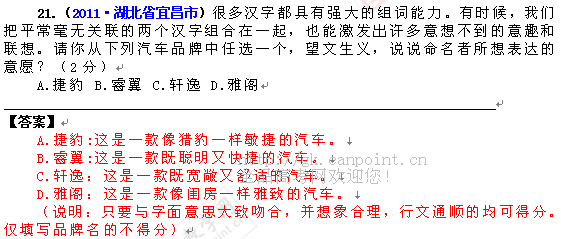 21.（2011·湖北省宜昌市）很多汉字都具有强大的组词能力。有时候，我们
把平常毫无关联的两个汉字组合在一起，也能激发出许多意想不到的意趣和
联想。请你从下列汽车品牌中任选一个，望文生义，说说命名者所想表达的
意愿？（2分）
A.捷豹 B.睿翼 C.轩逸 D.雅阁
【答案】
A.捷豹:这是一款像猎豹一样敏捷的汽车。
B.睿翼:这是一款既聪明又快捷的汽车。
C.轩逸：这是一款既宽敞又舒适的汽车。
D.雅阁：这是一款像闺房一样雅致的汽车。
（说明：只要与字面意思大致吻合，并想象合理，行文通顺的均可得分。
仅填写品牌名的不得分）